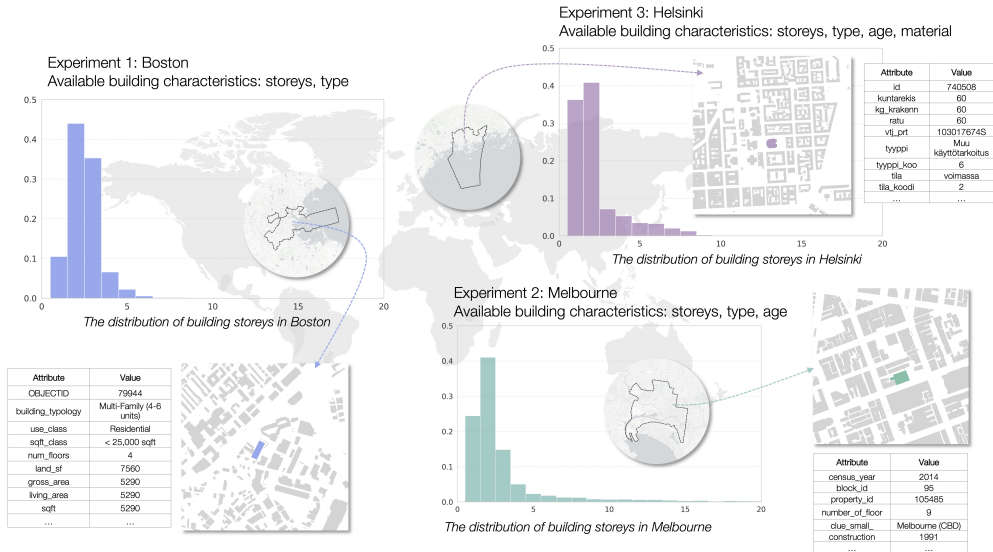 Experiment 1: Boston
Available building characteristics: storeys, type
0.5
0.4
0.3
0.2
0.1
0.0
0
5
10
15
20
The distribution of building storeys in Boston
Attribute Value
OBJECTID 79944
building_typology Multi-Family (4-6
units)
use_class Residential
sqft_class < 25,000 sqft
num_floors 4
land_sf 7560
gross_area 5290
living_area 5290
sqft 5290
... ...
Experiment 3: Helsinki
Available building characteristics: storeys, type, age, material
0.5
0.4
0.3
0.2
0.1
0.0
0
5
10
15
20
The distribution of building storeys in Helsinki
Attribute Value
id 740508
kuntarekis 60
kg_krakenn 60
ratu 60
vtj_prt 103017674S
tyyppi Muu
käyttötarkoitus
tyyppi_koo 6
tila voimassa
tila_koodi 2
... ...
Experiment 2: Melbourne
Available building characteristics: storeys, type, age
0.5
0.4
0.3
0.2
0.1
0.0
0
5
10
15
20
The distribution of building storeys in Melbourne
Attribute Value
census_year 2014
block_id 95
property_id 105485
number_of_floor 9
clue_small_ Melbourne (CBD)
construction 1991
... ...